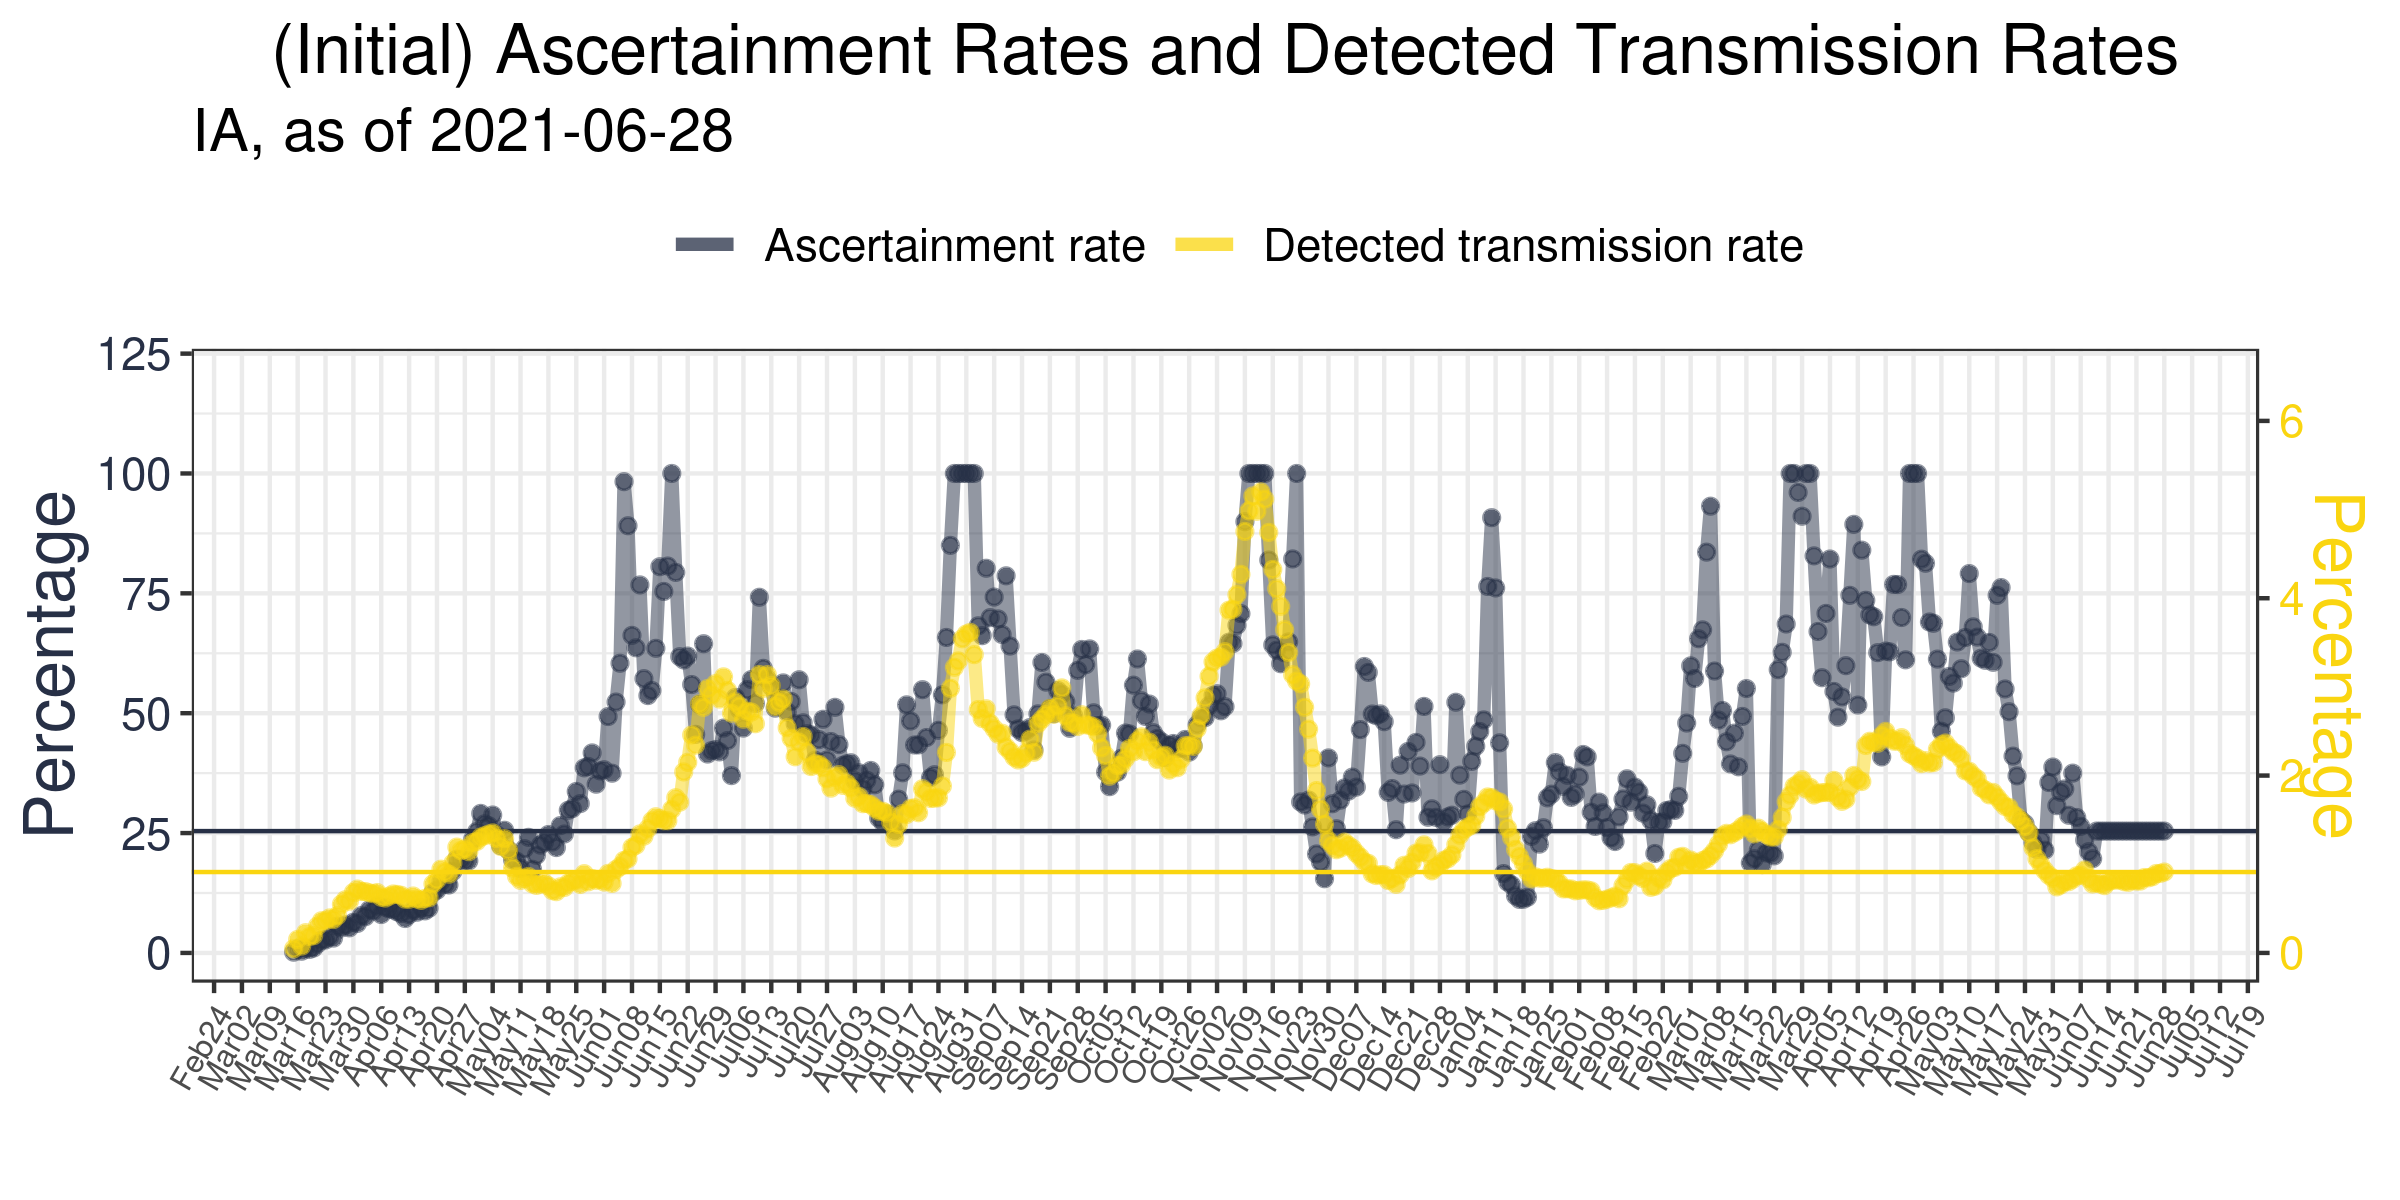 (Initial) Ascertainment Rates and Detected Transmission Rates
IA, as of 2021-06-28
Ascertainment rate
Detected transmission rate
Percentage
125
100
75
50
25
0
6
4
2
0
Percentage
Feb24
Mar02
Mar09
Mar16
Mar23
Mar30
Apr06
Apr13
Apr20
Apr27
May04
May11
May18
May25
Jun01
Jun08
Jun15
Jun22
Jun29
Jul06
Jul13
Jul20
Jul27
Aug03
Aug10
Aug17
Aug24
Aug31
Sep07
Sep14
Sep21
Sep28
Oct05
Oct12
Oct19
Oct26
Nov02
Nov09
Nov16
Nov23
Nov30
Dec07
Dec14
Dec21
Dec28
Jan04
Jan11
Jan18
Jan25
Feb01
Feb08
Feb15
Feb22
Mar01
Mar08
Mar15
Mar22
Mar29
Apr05
Apr12
Apr19
Apr26
May03
May10
May17
May24
May31
Jun07
Jun14
Jun21
Jun28
Jul05
Jul12
Jul19